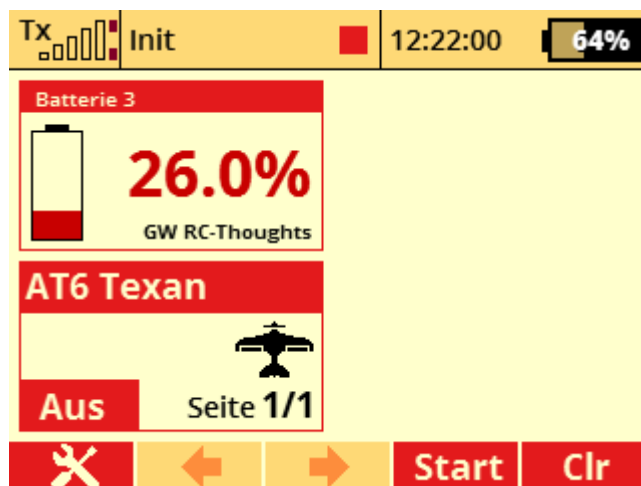 Tx Init 12:22:00 64%
Batterie 3
26.0%
GW RC-Thoughts
AT6 Texan
Aus Seite 1/1
Start Clr